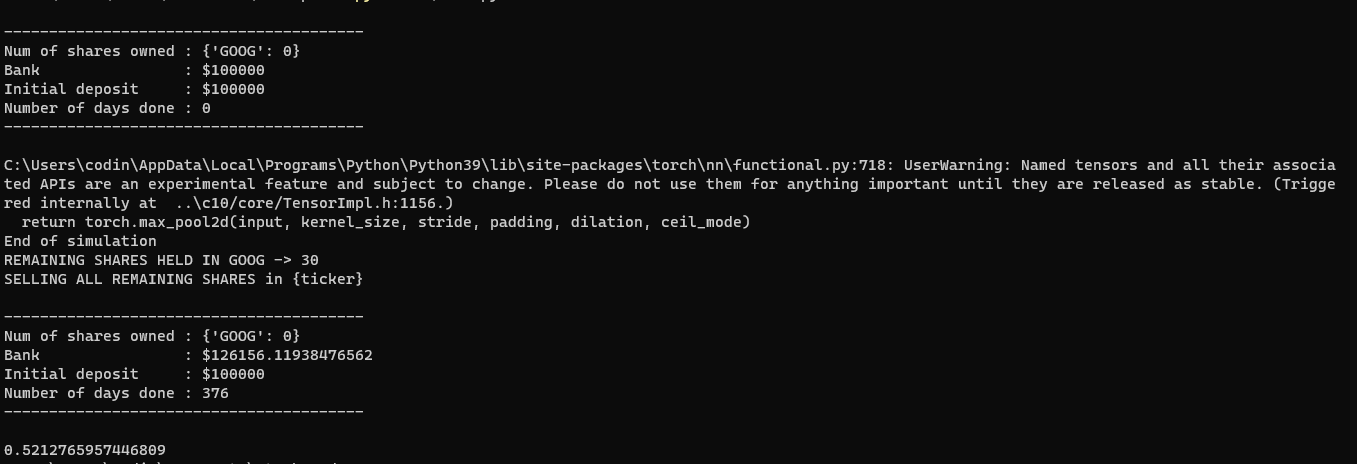 ----------------------------------------
Num of shares owned : {'GOOG': 0}
Bank                : $100000
Initial deposit     : $100000
Number of days done : 0
----------------------------------------
C:\Users\codin\AppData\Local\Programs\Python\Python39\lib\site-packages\torch\nn\functional.py:718: UserWarning: Named tensors and all their associa
ted APIs are an experimental feature and subject to change. Please do not use them for anything important until they are released as stable. (Trigge
red internally at  ..\c10/core/TensorImpl.h:1156.)
  return torch.max_pool2d(input, kernel_size, stride, padding, dilation, ceil_mode)
End of simulation
REMAINING SHARES HELD IN GOOG -> 30
SELLING ALL REMAINING SHARES in {ticker}
----------------------------------------
Num of shares owned : {'GOOG': 0}
Bank                : $126156.11938476562
Initial deposit     : $100000
Number of days done : 376
----------------------------------------
0.5212765957446809